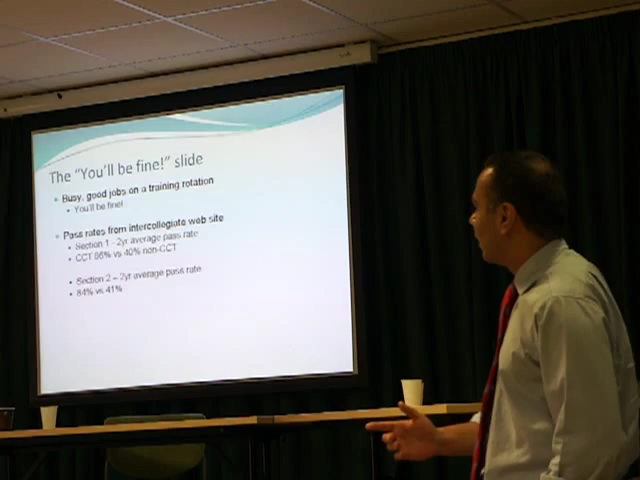 The "You'll be fine!" slide
Busy, good jobs on a training rotation
You'll be fine!
Pass rates from intercollegiate web site
Section 1 - 2yr average pass rate
CCT 86% vs 40% non-CCT
Section 2 – 2yr average pass rate
84% vs 41%